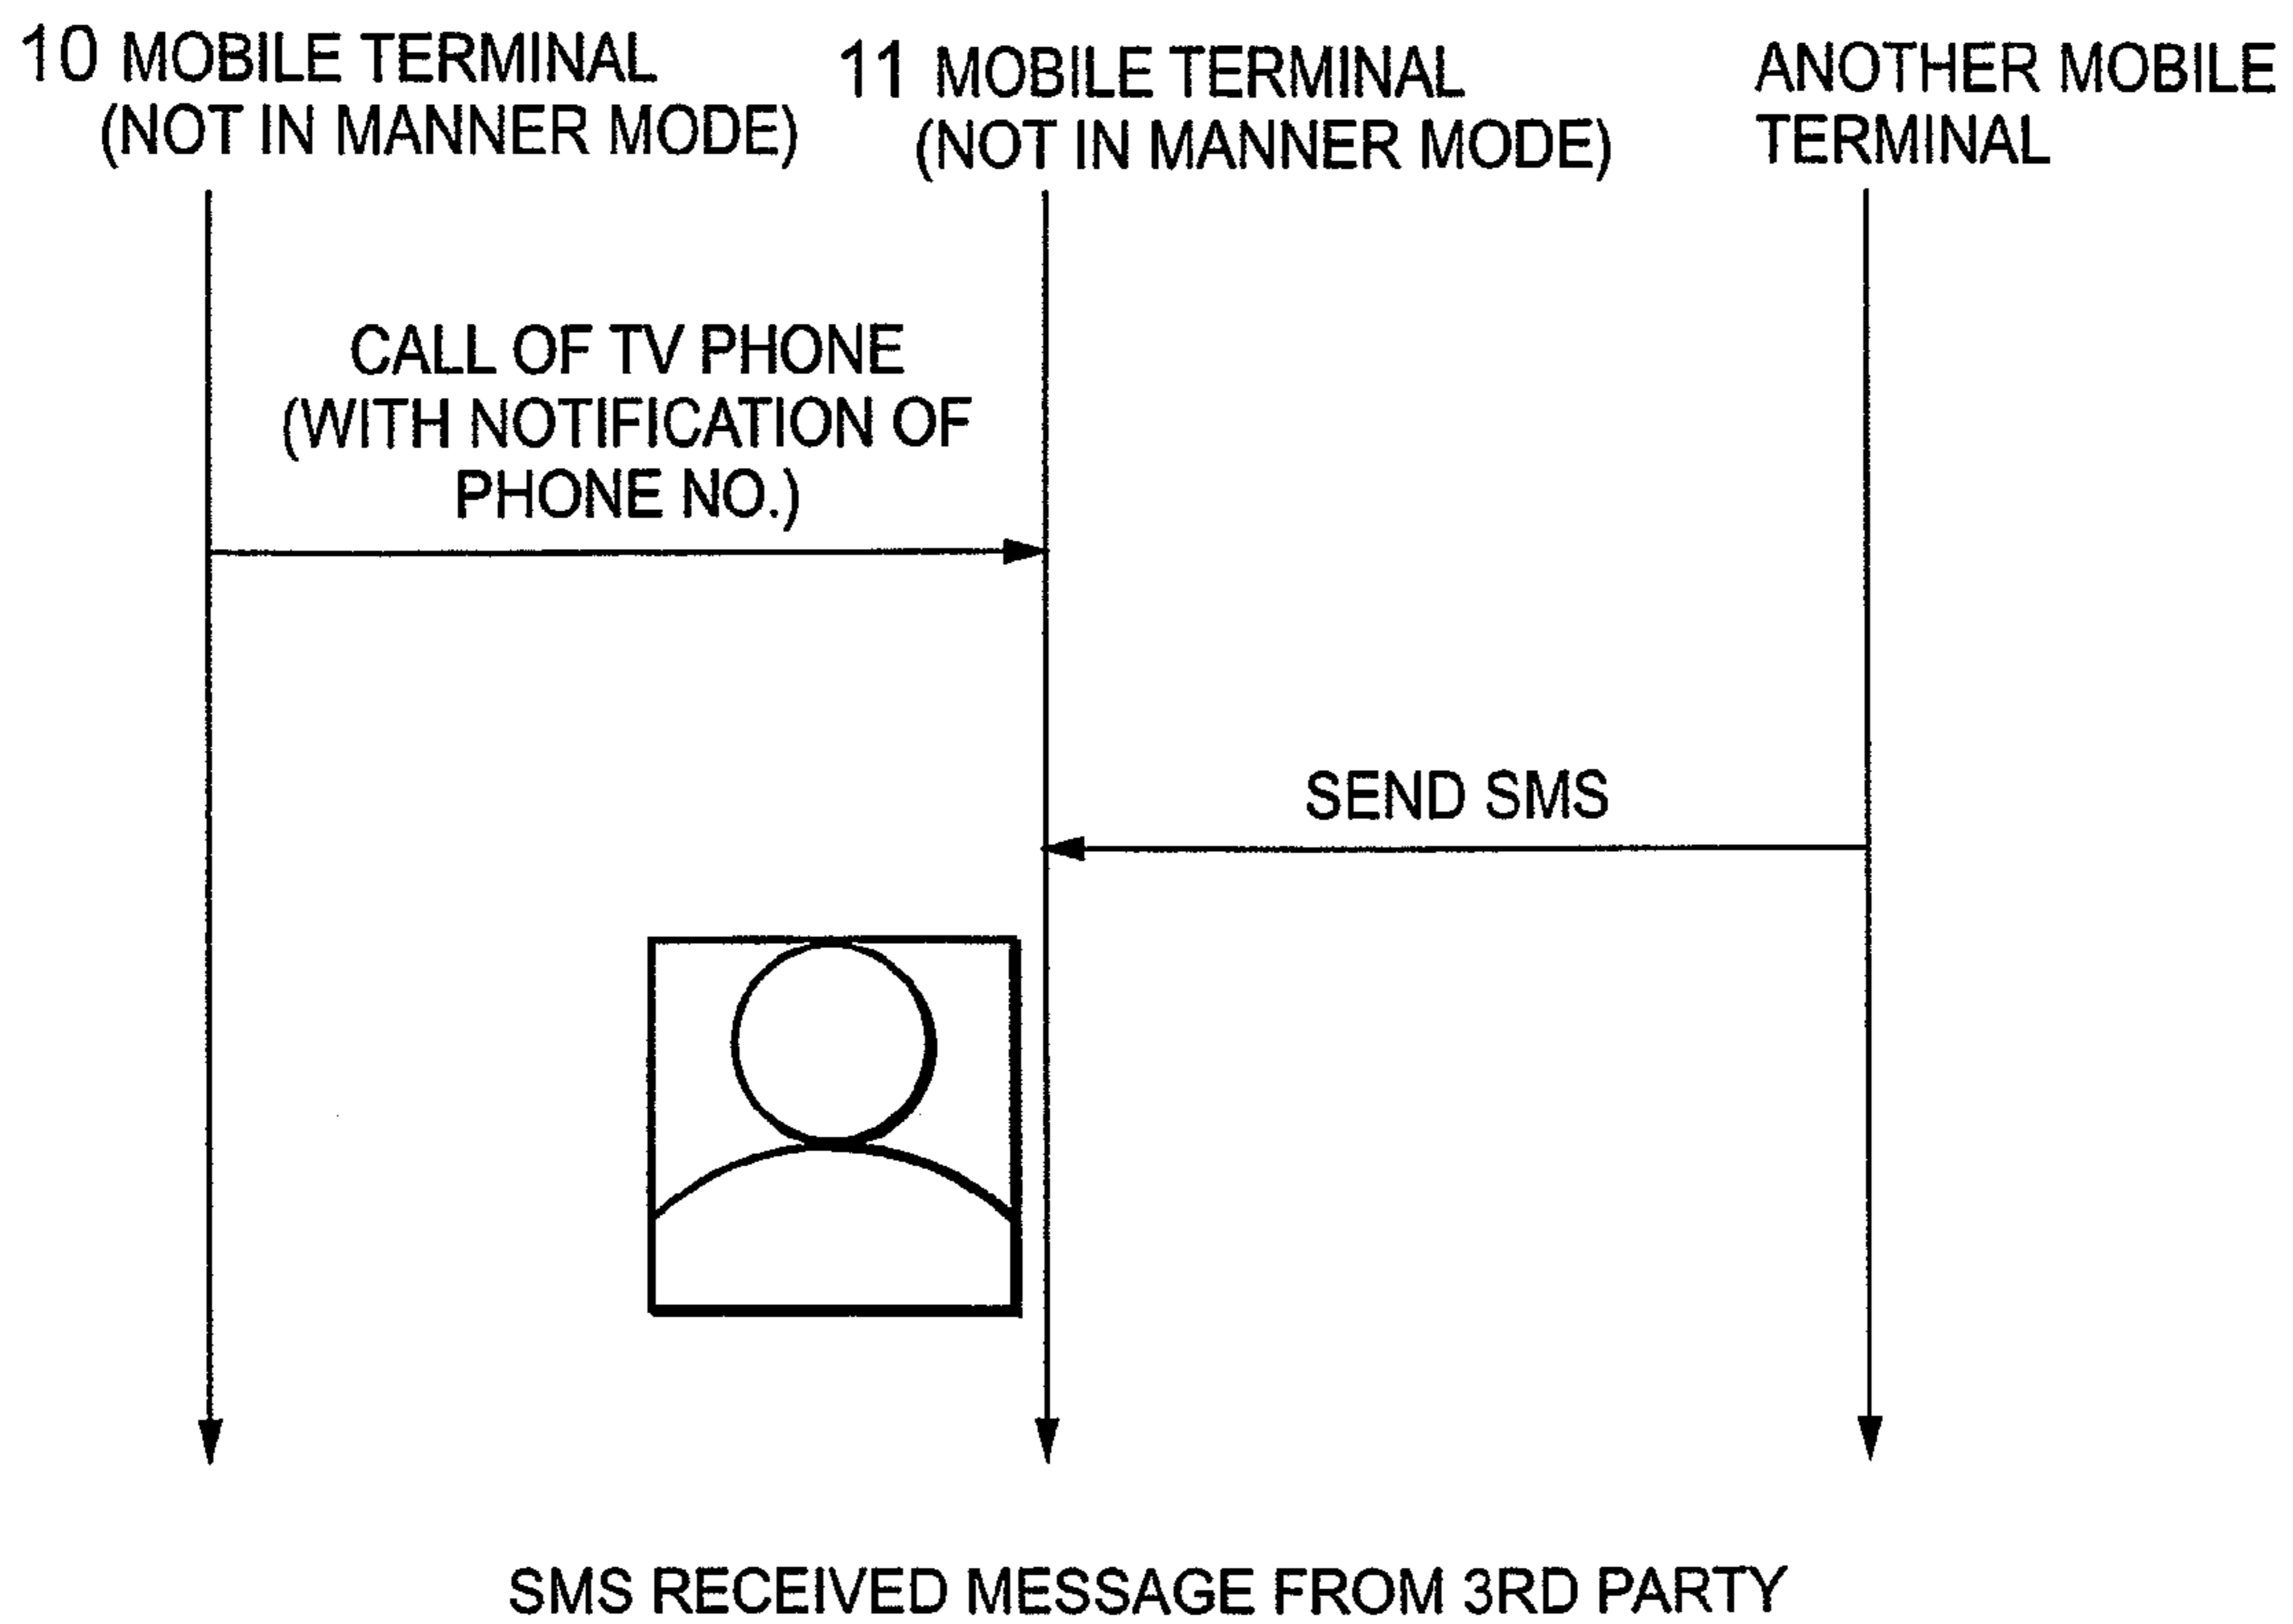 10 MOBILE TERMINAL
(NOT IN MANNER MODE)
11 MOBILE TERMINAL
(NOT IN MANNER MODE)
ANOTHER MOBILE
TERMINAL
CALL OF TV PHONE
(WITH NOTIFICATION OF
PHONE NO.)
SEND SMS
SMS RECEIVED MESSAGE FROM 3RD PARTY